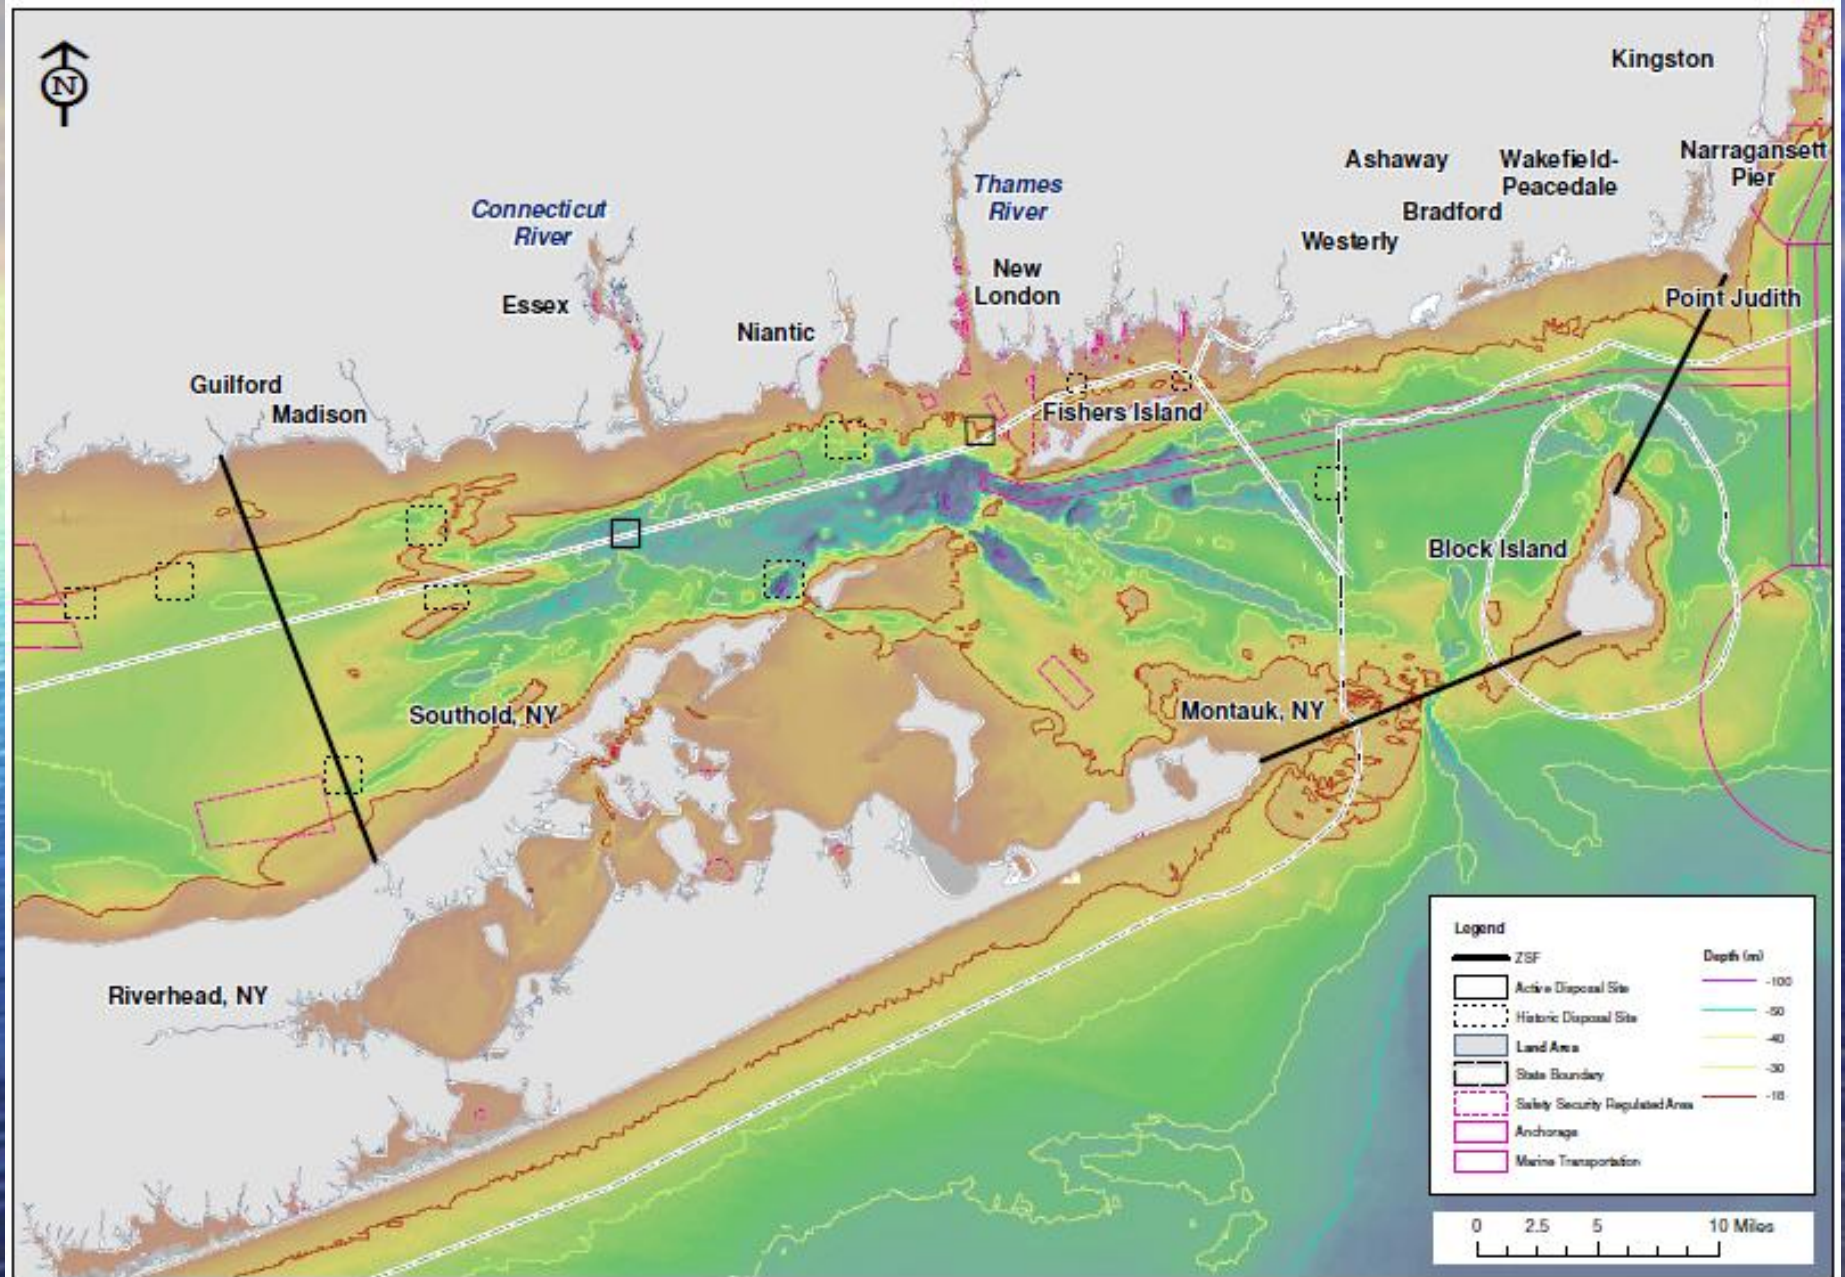 N
Kingston
Narragansett
Pier
Ashaway
Wakefield-
Peacedale
Bradford
Westerly
Thames
River
Connecticut
River
New
London
Essex
Niantic
Point Judith
Guilford
Madison
Fishers Island
Block Island
Southold, NY
Montauk, NY
Riverhead, NY
Legend
ZSF
Active Disposal Site
Historic Disposal Site
Land Area
State Boundary
Safety Security Regulated Area
Anchorage
Marine Transportation
Depth (m)
-100
-50
-40
-30
0 2.5 5 10 Miles